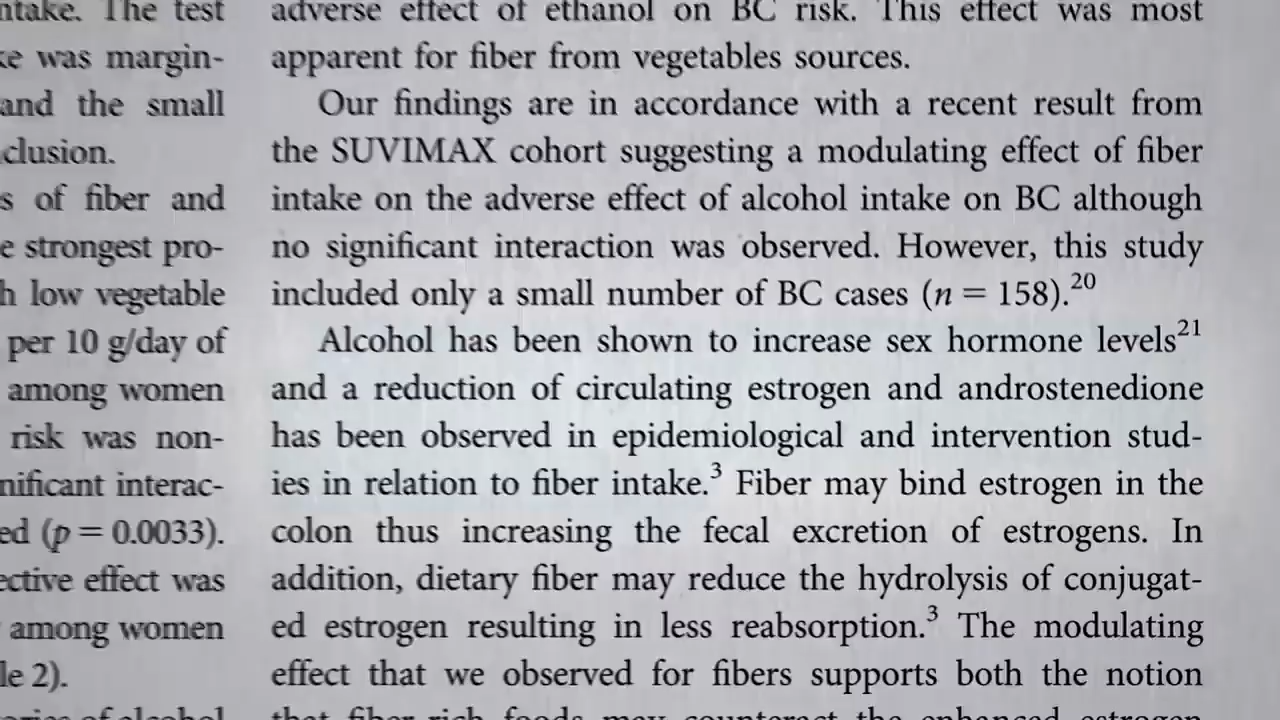 ntake. The test
ke was margin-
and the small
clusion.
s of fiber and
e strongest pro-
h low vegetable
per 10 g/day of
among women
risk was non-
nificant interac-
ed (p = 0.0033).
ective effect was
among women
le 2).
adverse effect of ethanol on BC risk. This effect was most
apparent for fiber from vegetables sources.
Our findings are in accordance with a recent result from
the SUVIMAX cohort suggesting a modulating effect of fiber
intake on the adverse effect of alcohol intake on BC although
no significant interaction was observed. However, this study
included only a small number of BC cases (n = 158).20
Alcohol has been shown to increase sex hormone levels21
and a reduction of circulating estrogen and androstenedione
has been observed in epidemiological and intervention stud-
ies in relation to fiber intake.3 Fiber may bind estrogen in the
colon thus increasing the fecal excretion of estrogens. In
addition, dietary fiber may reduce the hydrolysis of conjugat-
ed estrogen resulting in less reabsorption.3 The modulating
effect that we observed for fibers supports both the notion
that fiber-rich foods may counteract the enhanced estrogen